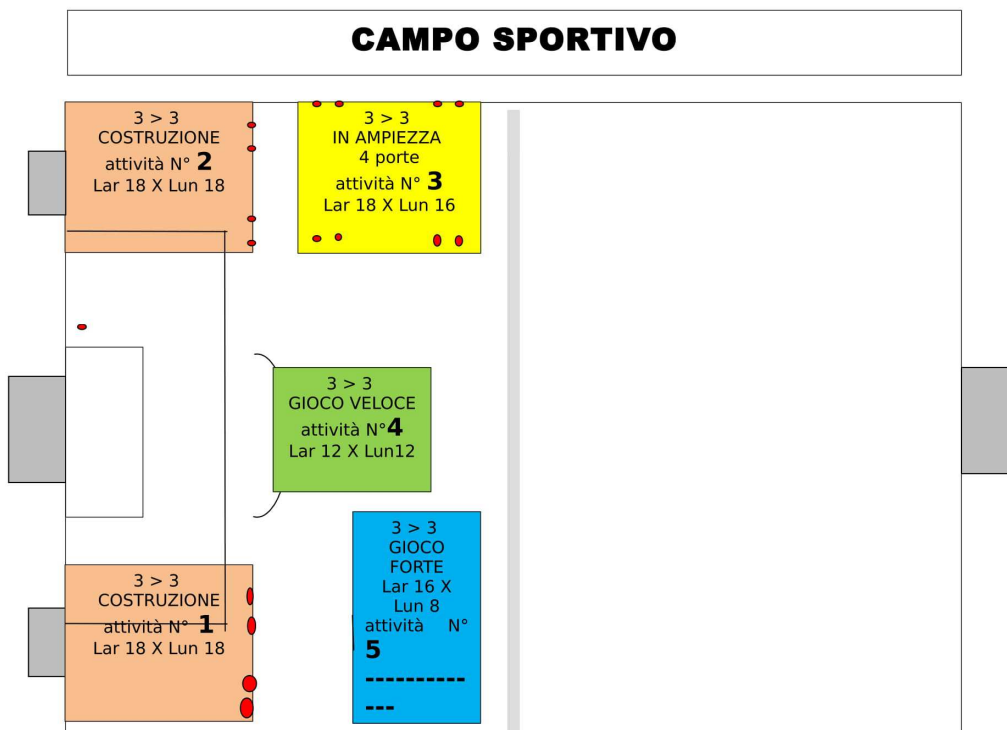 CAMPO SPORTIVO
3 > 3
COSTRUZIONE
attività N° 2
Lar 18 X Lun 18
3 > 3
IN AMPIEZZA
4 porte
attività N° 3
Lar 18 X Lun 16
3 > 3
GIOCO VELOCE
attività N°4
Lar 12 X Lun12
3 > 3
COSTRUZIONE
attività N° 1
Lar 18 X Lun 18
3 > 3
GIOCO
FORTE
Lar 16 X
Lun 8
attività N°
5
----------
---